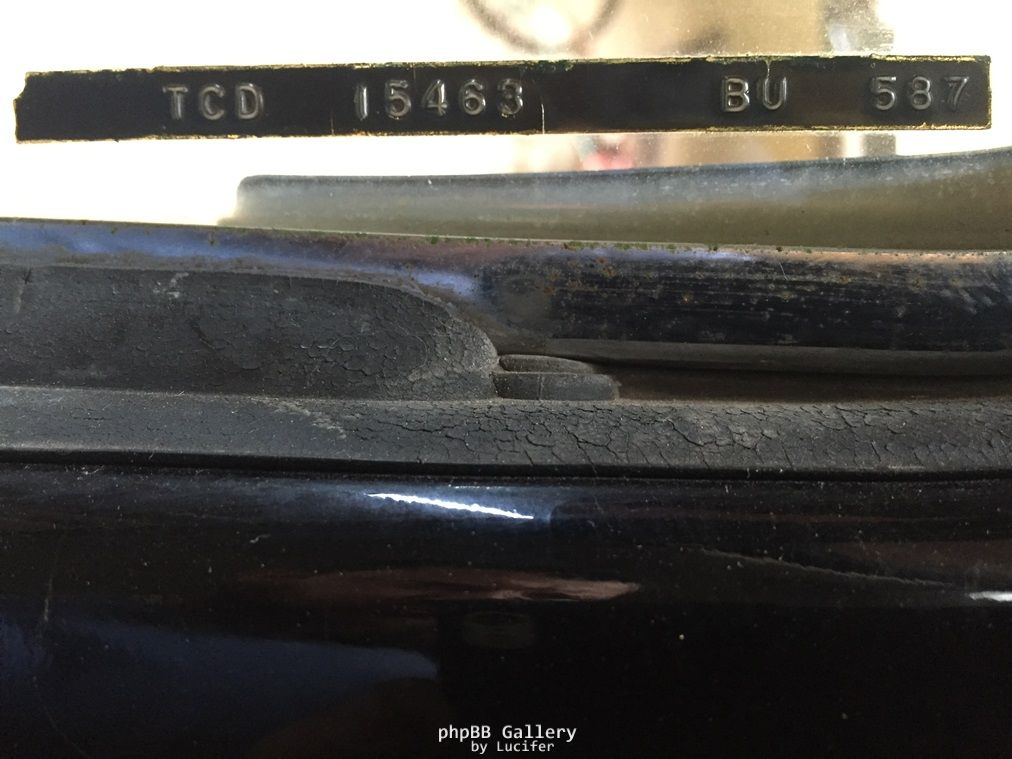 TCD 15463 BU 587
phpBB Gallery
by Lucifer